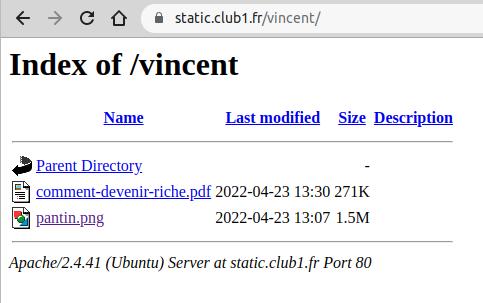 static.club1.fr/vincent/
Index of /vincent
Name Last modified Size Description
Parent Directory -
comment-devenir-riche.pdf 2022-04-23 13:30 271K
pantin.png 2022-04-23 13:07 1.5M
Apache/2.4.41 (Ubuntu) Server at static.club1.fr Port 80